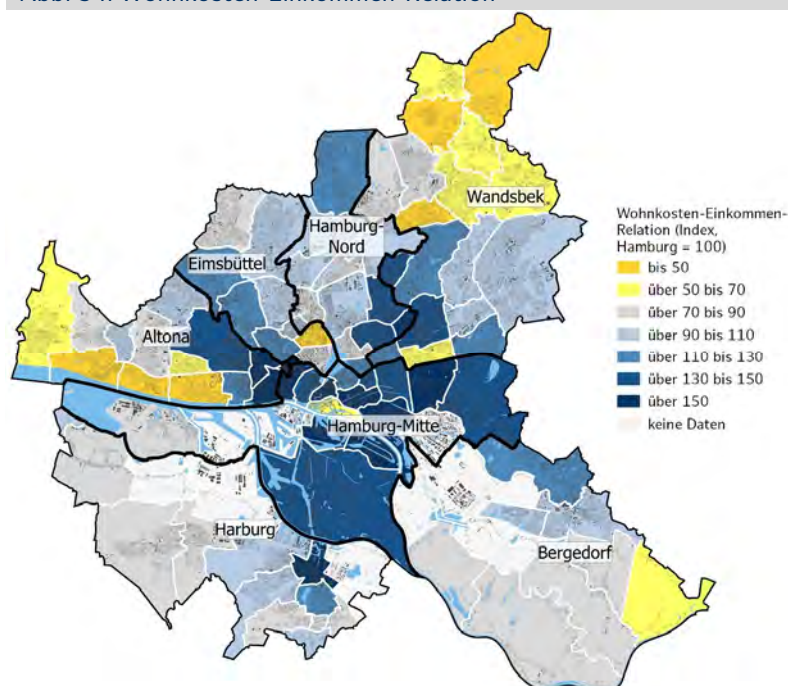 Wandsbek
Hamburg-
Nord
Eimsbüttel
Altona
Hamburg-Mitte
Harburg
Bergedorf
Wohnkosten-Einkommen-
Relation (Index,
Hamburg = 100)
bis 50
über 50 bis 70
über 70 bis 90
über 90 bis 110
über 110 bis 130
über 130 bis 150
über 150
keine Daten